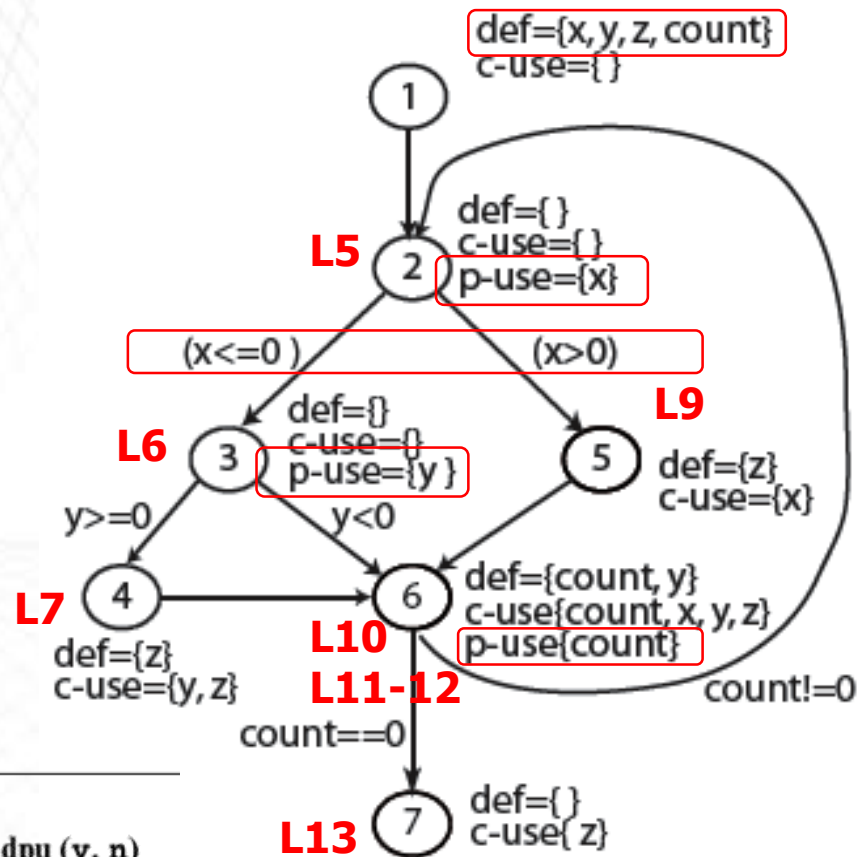 def={x, y, z, count}
c-use={ }
1
def={ }
c-use={ }
p-use={x}
L5
2
(x<=0 )
(x>0)
L9
def={}
c-use={}
p-use={y }
L6
3
5
def={z}
c-use={x}
y>=0
y<0
L7
4
6
def={count, y}
c-use{count, x, y, z}
p-use{count}
L10
L11-12
def={z}
c-use={y, z}
count!=0
count==0
def={ }
c-use{ z}
L13
7
dpu (y, n)